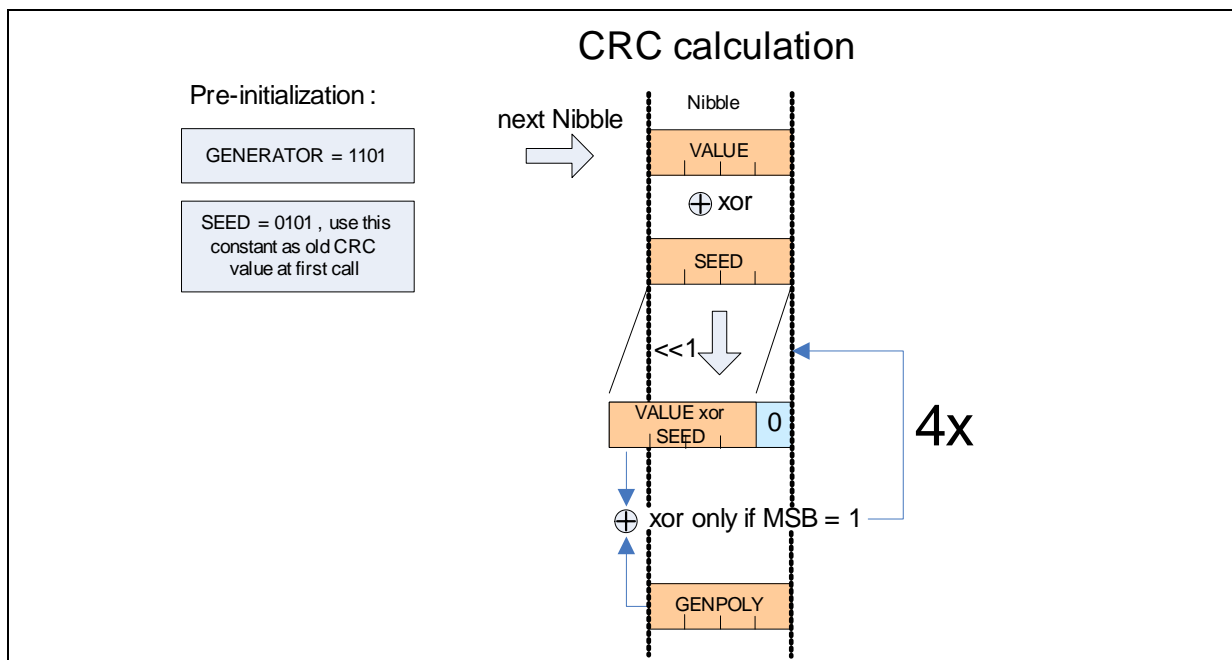 CRC calculation
Pre-initialization :
GENERATOR = 1101
SEED = 0101 , use this
constant as old CRC
value at first call
next Nibble
Nibble
VALUE
xor
SEED
<<1
VALUE xor
SEED
0
4x
xor only if MSB = 1
GENPOLY